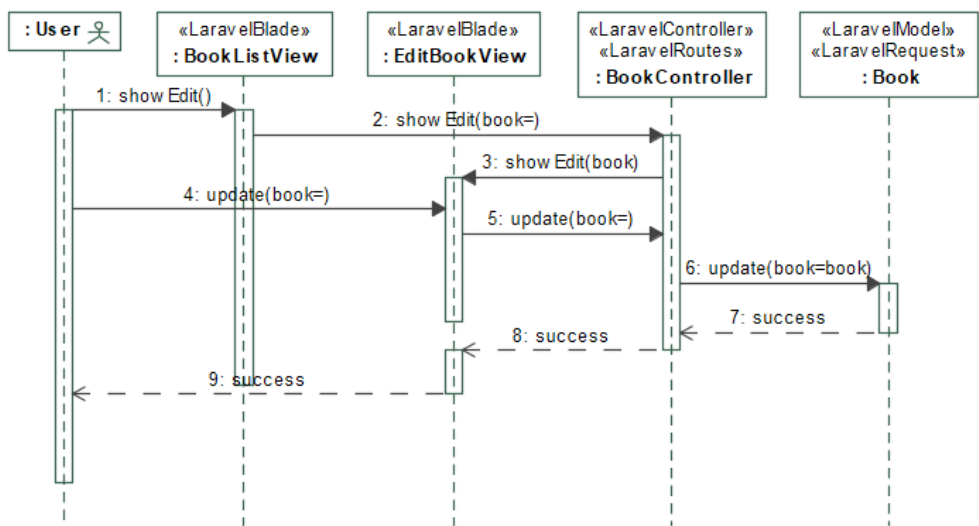 : User
«LaravelBlade»
: BookListView
«LaravelBlade»
: EditBookView
«LaravelController»
«LaravelRoutes»
: BookController
«LaravelModel»
«LaravelRequest»
: Book
1: show Edit()
2: show Edit(book=)
3: show Edit(book)
4: update(book=)
5: update(book=)
6: update(book=book)
7: success
8: success
9: success